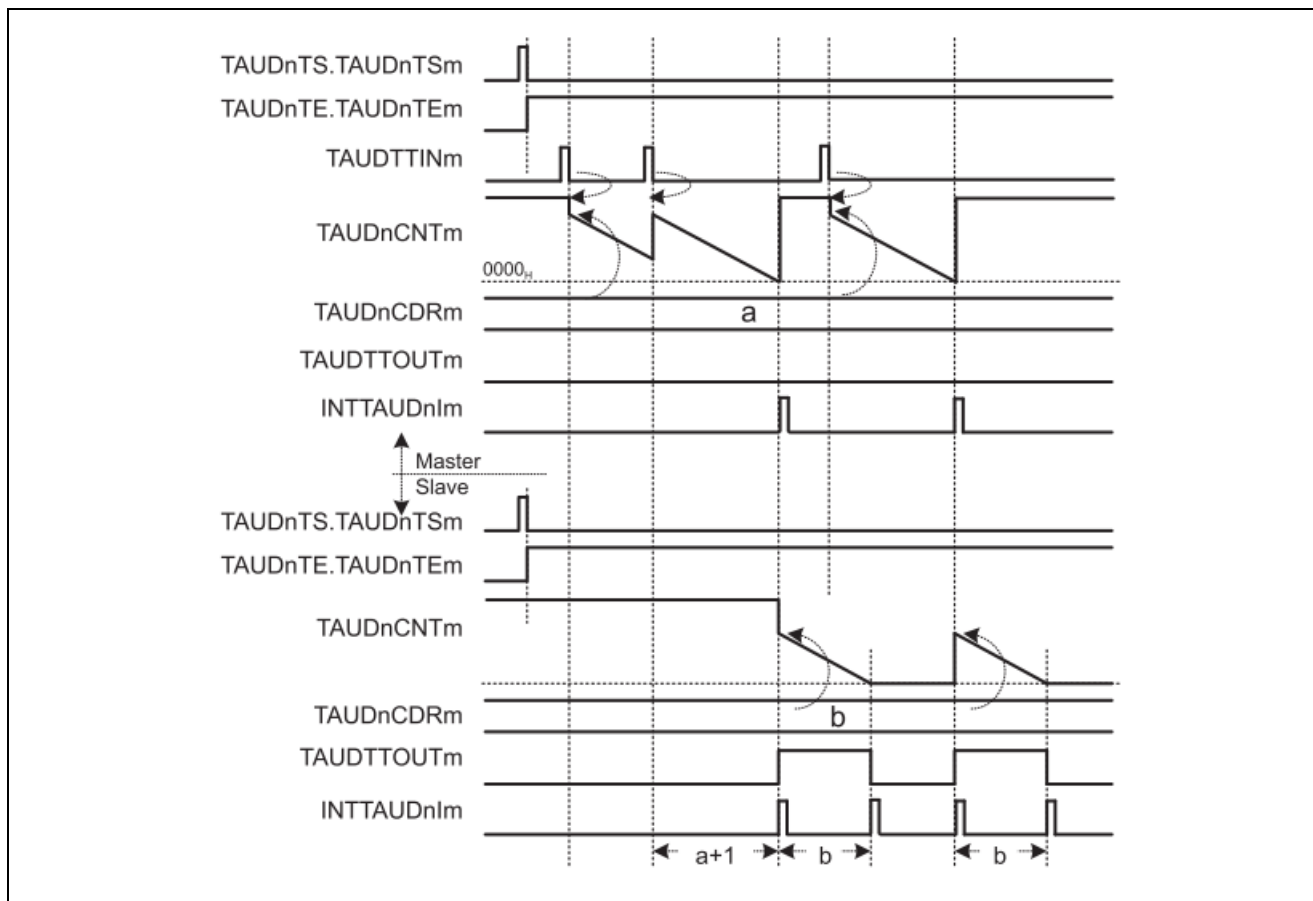 TAUDnTS.TAUDnTSm
TAUDnTE.TAUDnTEm
TAUDTTINm
TAUDnCNTm
0000H
TAUDnCDRm
a
TAUDTTOUTm
INTTAUDnIm
Master
Slave
TAUDnTS.TAUDnTSm
TAUDnTE.TAUDnTEm
TAUDnCNTm
TAUDnCDRm
b
TAUDTTOUTm
INTTAUDnIm
a+1 b b